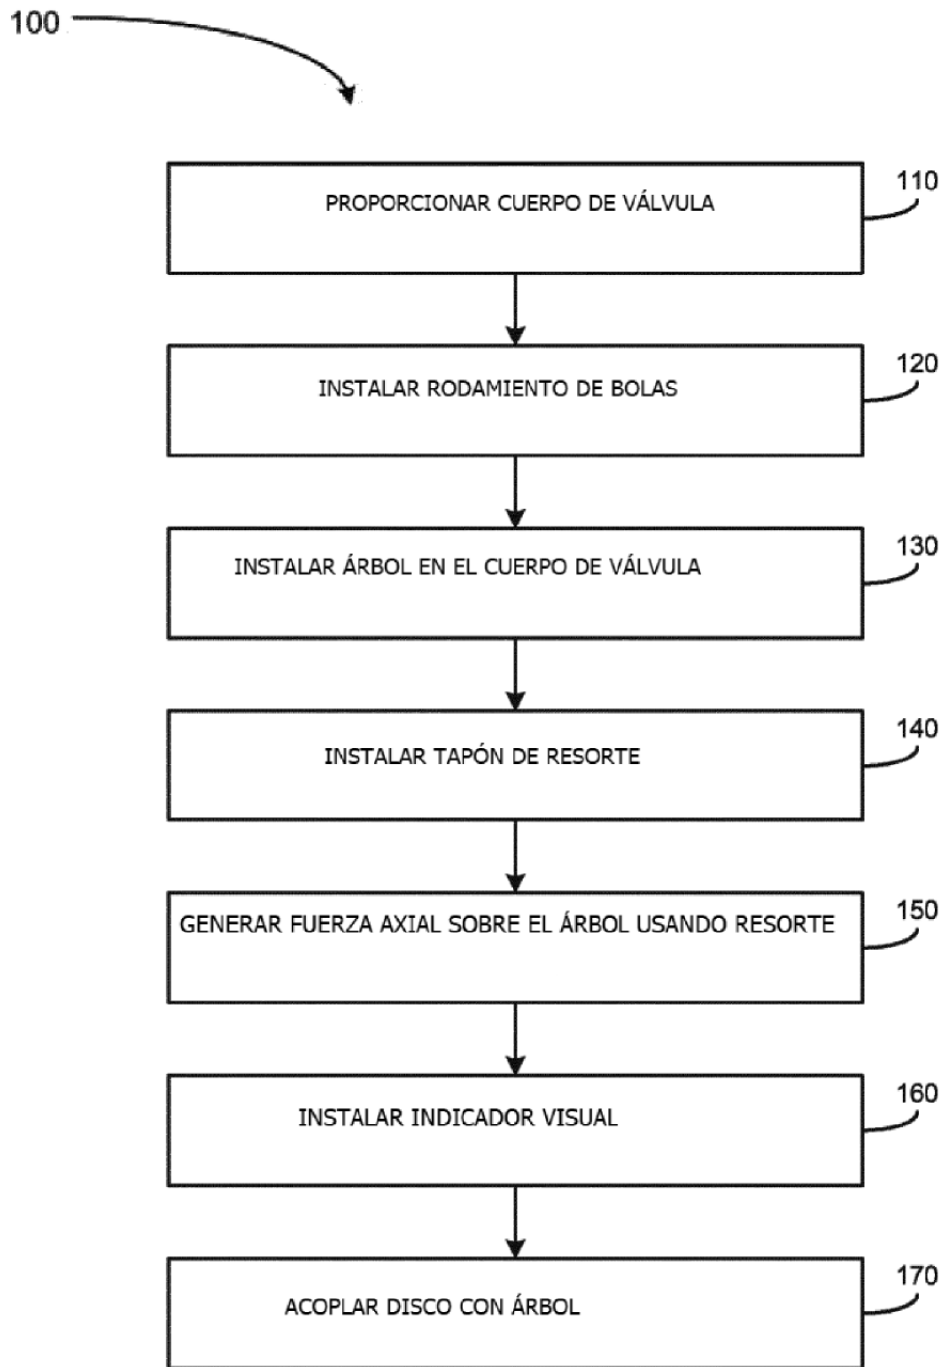 100
110
PROPORCIONAR CUERPO DE VÁLVULA
120
INSTALAR RODAMIENTO DE BOLAS
130
INSTALAR ÁRBOL EN EL CUERPO DE VÁLVULA
140
INSTALAR TAPÓN DE RESORTE
150
GENERAR FUERZA AXIAL SOBRE EL ÁRBOL USANDO RESORTE
160
INSTALAR INDICADOR VISUAL
170
ACOPLAR DISCO CON ÁRBOL